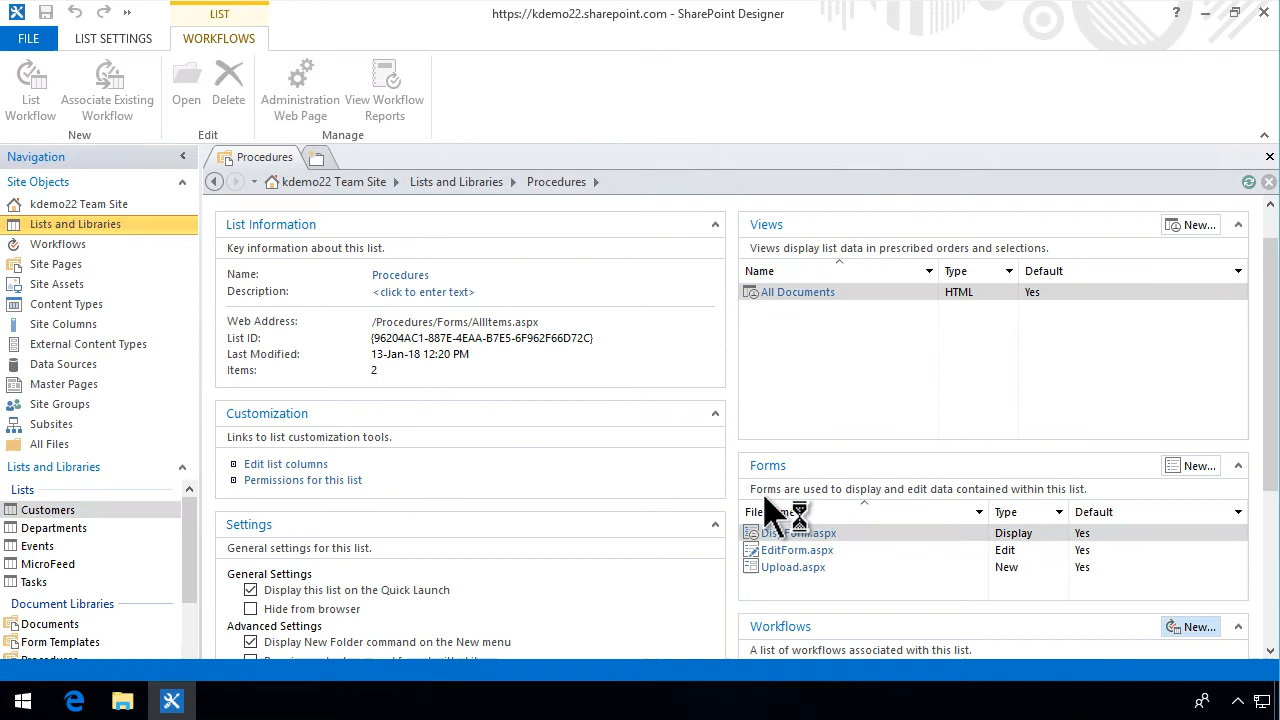 LIST
https://kdemo22.sharepoint.com - SharePoint Designer
?
FILE
LIST SETTINGS
WORKFLOWS
List Workflow
Associate Existing Workflow
Open
Delete
Administration Web Page
View Workflow Reports
New
Edit
Manage
Navigation
Procedures
Site Objects
kdemo22 Team Site
Lists and Libraries
Procedures
kdemo22 Team Site
Lists and Libraries
Workflows
Site Pages
Site Assets
Content Types
Site Columns
External Content Types
Data Sources
Master Pages
Site Groups
Subsites
All Files
Lists and Libraries
Lists
Customers
Documents
Events
MicroFeed
Tasks
Document Libraries
Documents
Form Templates
List Information
Key information about this list.
Name: Procedures
Description: <click to enter text>
Web Address: /Procedures/Forms/AllItems.aspx
List ID: {96204AC1-887E-4EAA-B7E5-6F962F66D72C}
Last Modified: 13-Jan-18 12:20 PM
Items: 2
Customization
Links to list customization tools.
Edit list columns
Permissions for this list
Settings
General settings for this list.
General Settings
Display this list on the Quick Launch
Hide from browser
Advanced Settings
Display New Folder command on the New menu
Views
New...
Views display list data in prescribed orders and selections.
Name Type Default
All Documents HTML Yes
Forms
New...
Forms are used to display and edit data contained within this list.
Type Default
Display Yes
EditForm.aspx Edit Yes
Upload.aspx New Yes
Workflows
New...
A list of workflows associated with this list.